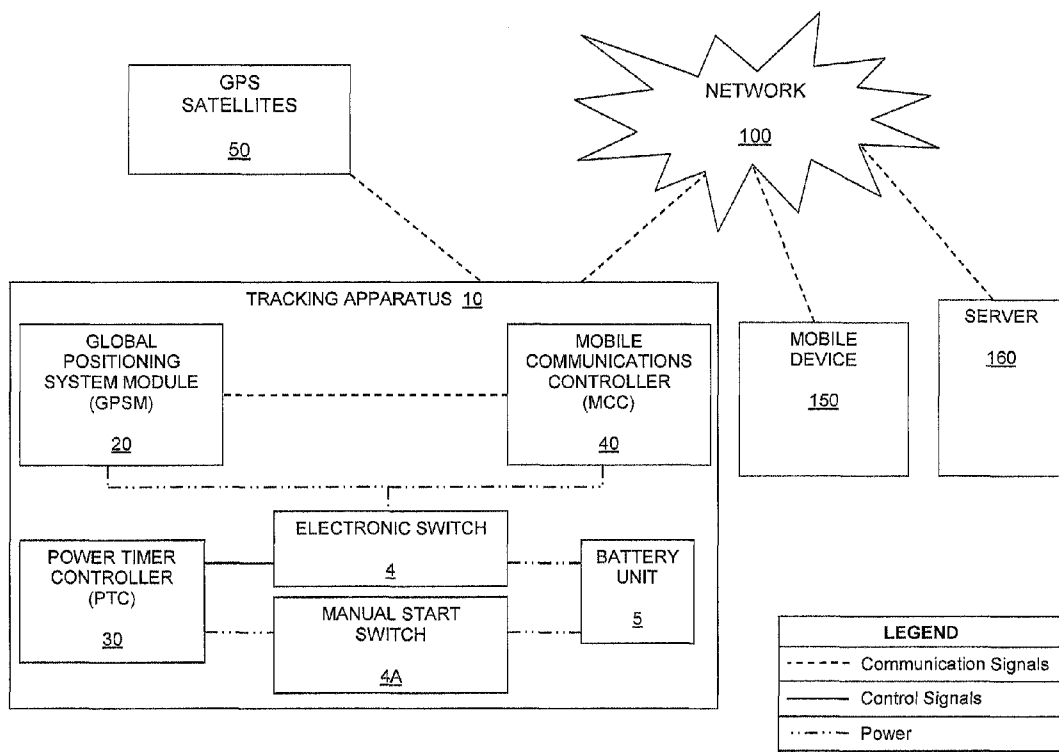 GPS
SATELLITES
50
NETWORK
100
TRACKING APPARATUS 10
GLOBAL
POSITIONING
SYSTEM MODULE
(GPSM)
20
MOBILE
COMMUNICATIONS
CONTROLLER
(MCC)
40
MOBILE
DEVICE
150
SERVER
160
ELECTRONIC SWITCH
4
POWER TIMER
CONTROLLER
(PTC)
30
MANUAL START
SWITCH
4A
BATTERY
UNIT
5
LEGEND
Communication Signals
Control Signals
Power